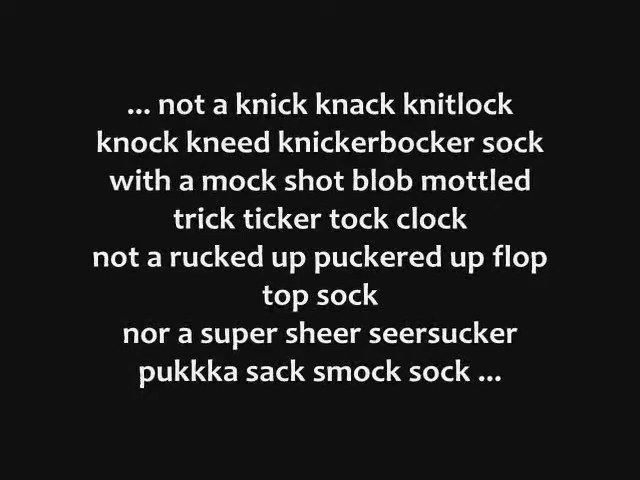 ... not a knick knack knitlock
knock kneed knickerbocker sock
with a mock shot blob mottled
trick ticker tock clock
not a rucked up puckered up flop
top sock
nor a super sheer seersucker
pukkka sack smock sock ...